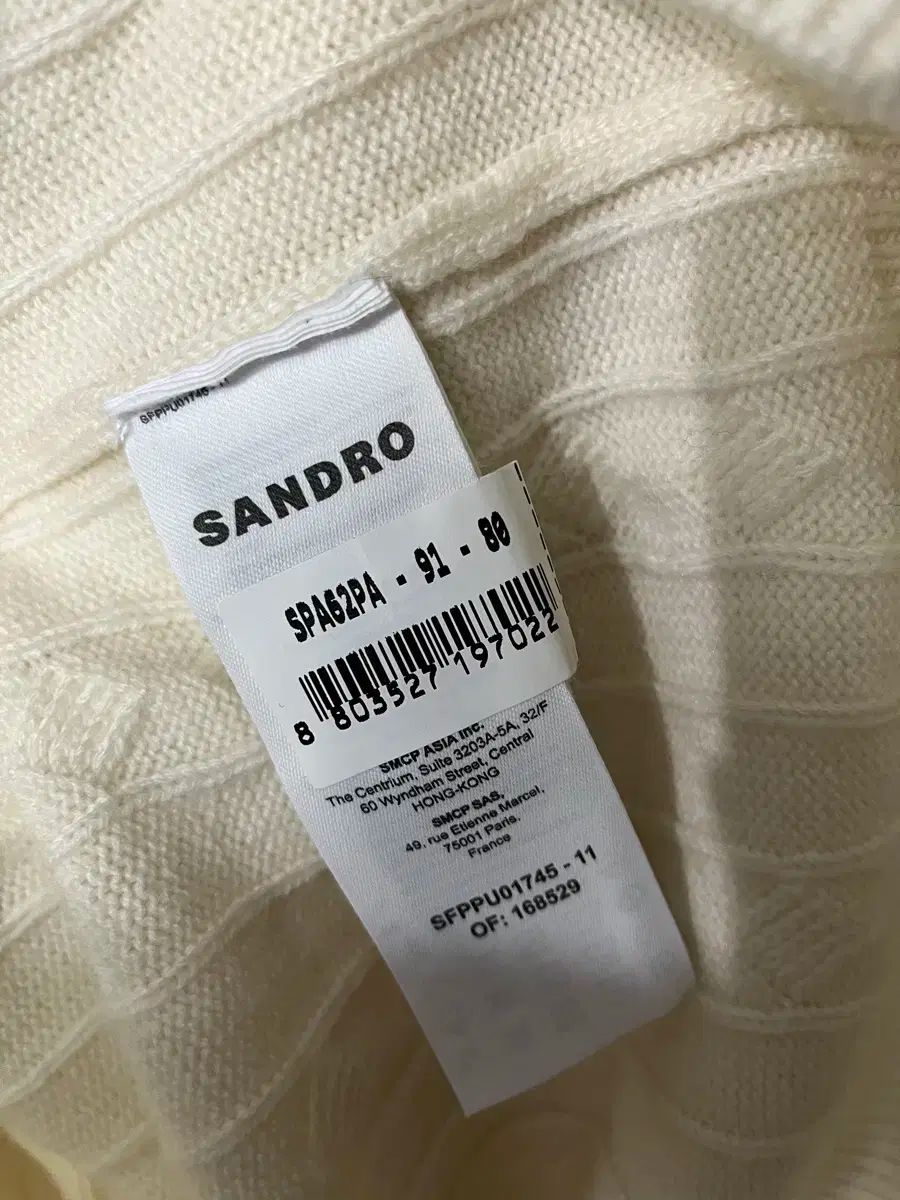 SFPPU01745 - 11
SANDRO
SPA62PA - 91 - 80
8 803527 197022
SMCP ASIA Inc.
The Centrium, Suite 3203A-5A, 32/F
60 Wyndham Street, Central
HONG-KONG
SMCP SAS,
49, rue Etienne Marcel,
75001 Paris.
France
SFPPU01745 - 11
OF: 168529